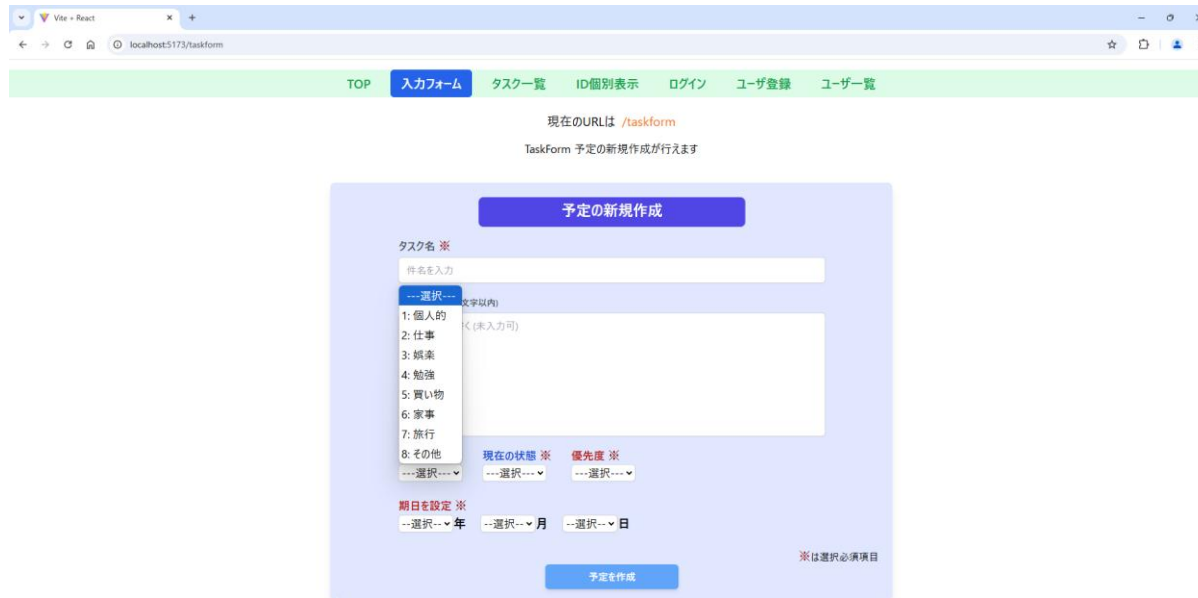 Vite + React
localhost:5173/taskform
TOP 入力フォーム タスク一覧 ID個別表示 ログイン ユーザ登録 ユーザ一覧
現在のURLは /taskform
TaskForm 予定の新規作成が行えます
予定の新規作成
タスク名 ※
件名を入力
---選択---
文字以内)
1: 個人的
く(未入力可)
2: 仕事
3: 娯楽
4: 勉強
5: 買い物
6: 家事
7: 旅行
8: その他
現在の状態 ※ 優先度 ※
---選択--- ---選択--- ---選択---
期日を設定 ※
--選択-- 年 --選択-- 月 --選択-- 日
※は選択必須項目
予定を作成